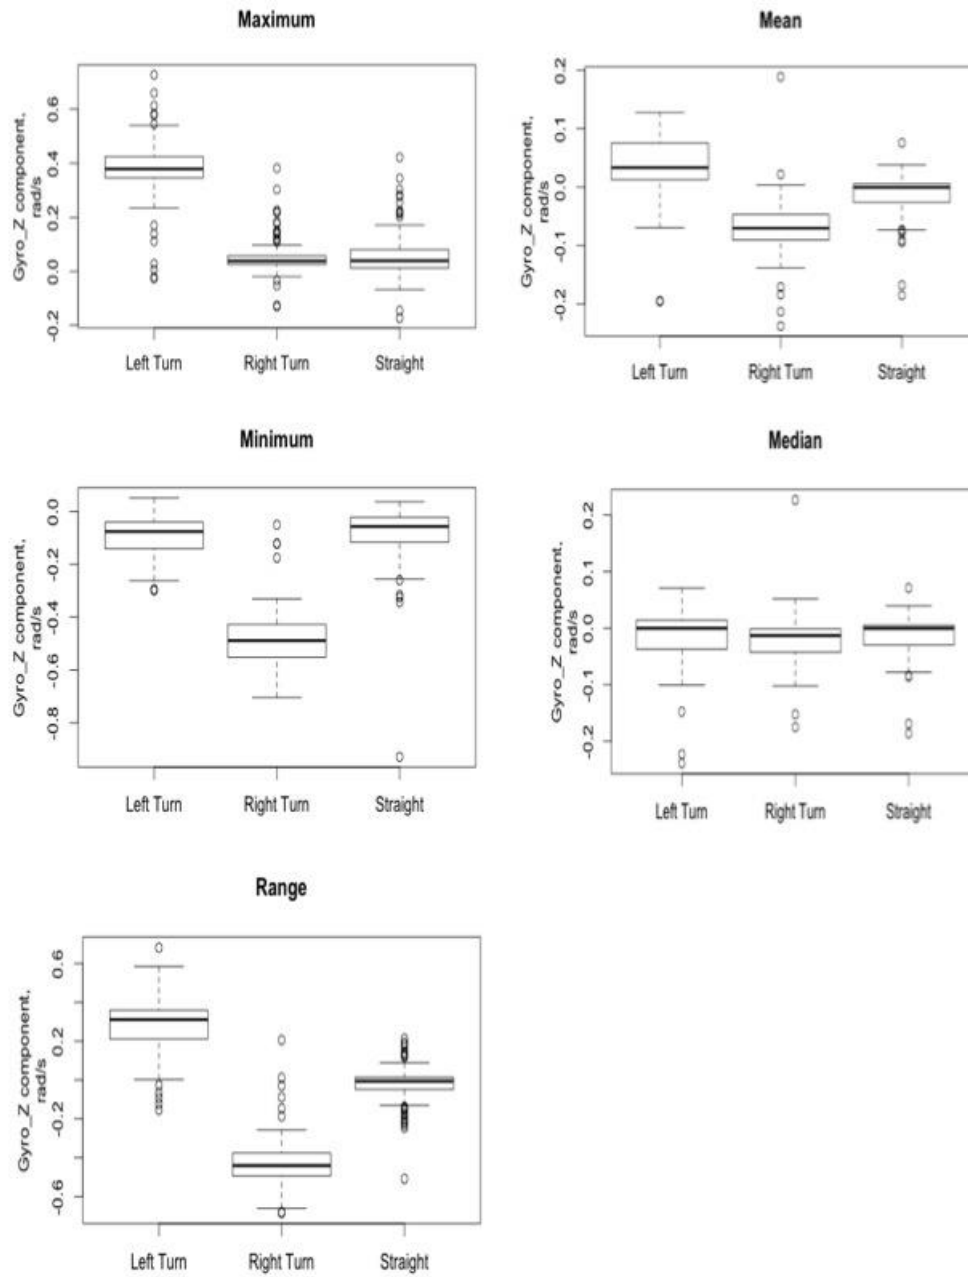 Maximum
Gyro_Z component,
rad/s
0.6
0.4
0.2
0.0
-0.2
Left Turn Right Turn Straight
Mean
Gyro_Z component,
rad/s
0.2
0.1
0.0
-0.1
-0.2
Left Turn Right Turn Straight
Minimum
Gyro_Z component,
rad/s
0.0
-0.2
-0.4
-0.6
-0.8
Left Turn Right Turn Straight
Median
Gyro_Z component,
rad/s
0.2
0.1
0.0
-0.1
-0.2
Left Turn Right Turn Straight
Range
Gyro_Z component,
rad/s
0.6
0.2
-0.2
-0.6
Left Turn Right Turn Straight